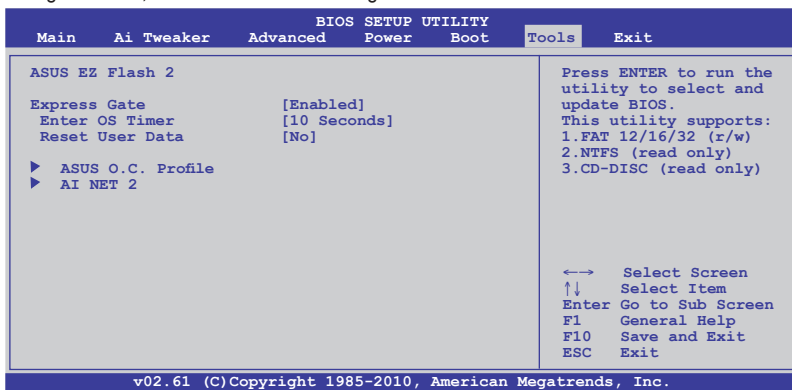 BIOS SETUP UTILITY
Main Ai Tweaker Advanced Power Boot Tools Exit
ASUS EZ Flash 2
Express Gate [Enabled]
Enter OS Timer [10 Seconds]
Reset User Data [No]
ASUS O.C. Profile
AI NET 2
Press ENTER to run the
utility to select and
update BIOS.
This utility supports:
1.FAT 12/16/32 (r/w)
2.NTFS (read only)
3.CD-DISC (read only)
←→ Select Screen
↑↓ Select Item
Enter Go to Sub Screen
F1 General Help
F10 Save and Exit
ESC Exit
v02.61 (C)Copyright 1985-2010, American Megatrends, Inc.